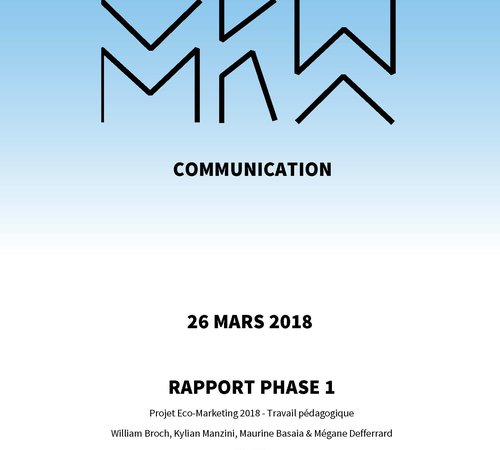 COMMUNICATION
26 MARS 2018
RAPPORT PHASE 1
Projet Eco-Marketing 2018 - Travail pédagogique
William Broch, Kylian Manzini, Maurine Basaia & Mégane Defferrard